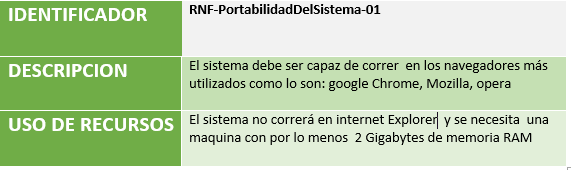 IDENTIFICADOR
RNF-PortabilidadDelSistema-01
DESCRIPCION
El sistema debe ser capaz de correr  en los navegadores más
utilizados como lo son: google Chrome, Mozilla, opera
USO DE RECURSOS
El sistema no correrá en internet Explorer  y se necesita  una
maquina con por lo menos  2 Gigabytes de memoria RAM